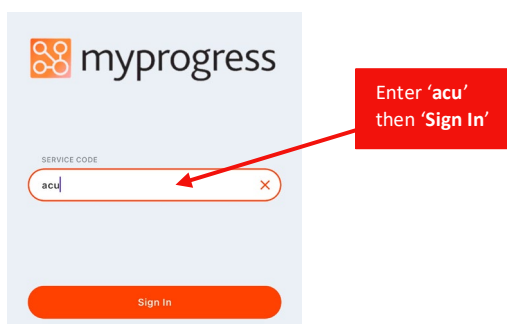 myprogress
Enter ‘acu’
then ‘Sign In’
SERVICE CODE
acu
Sign In